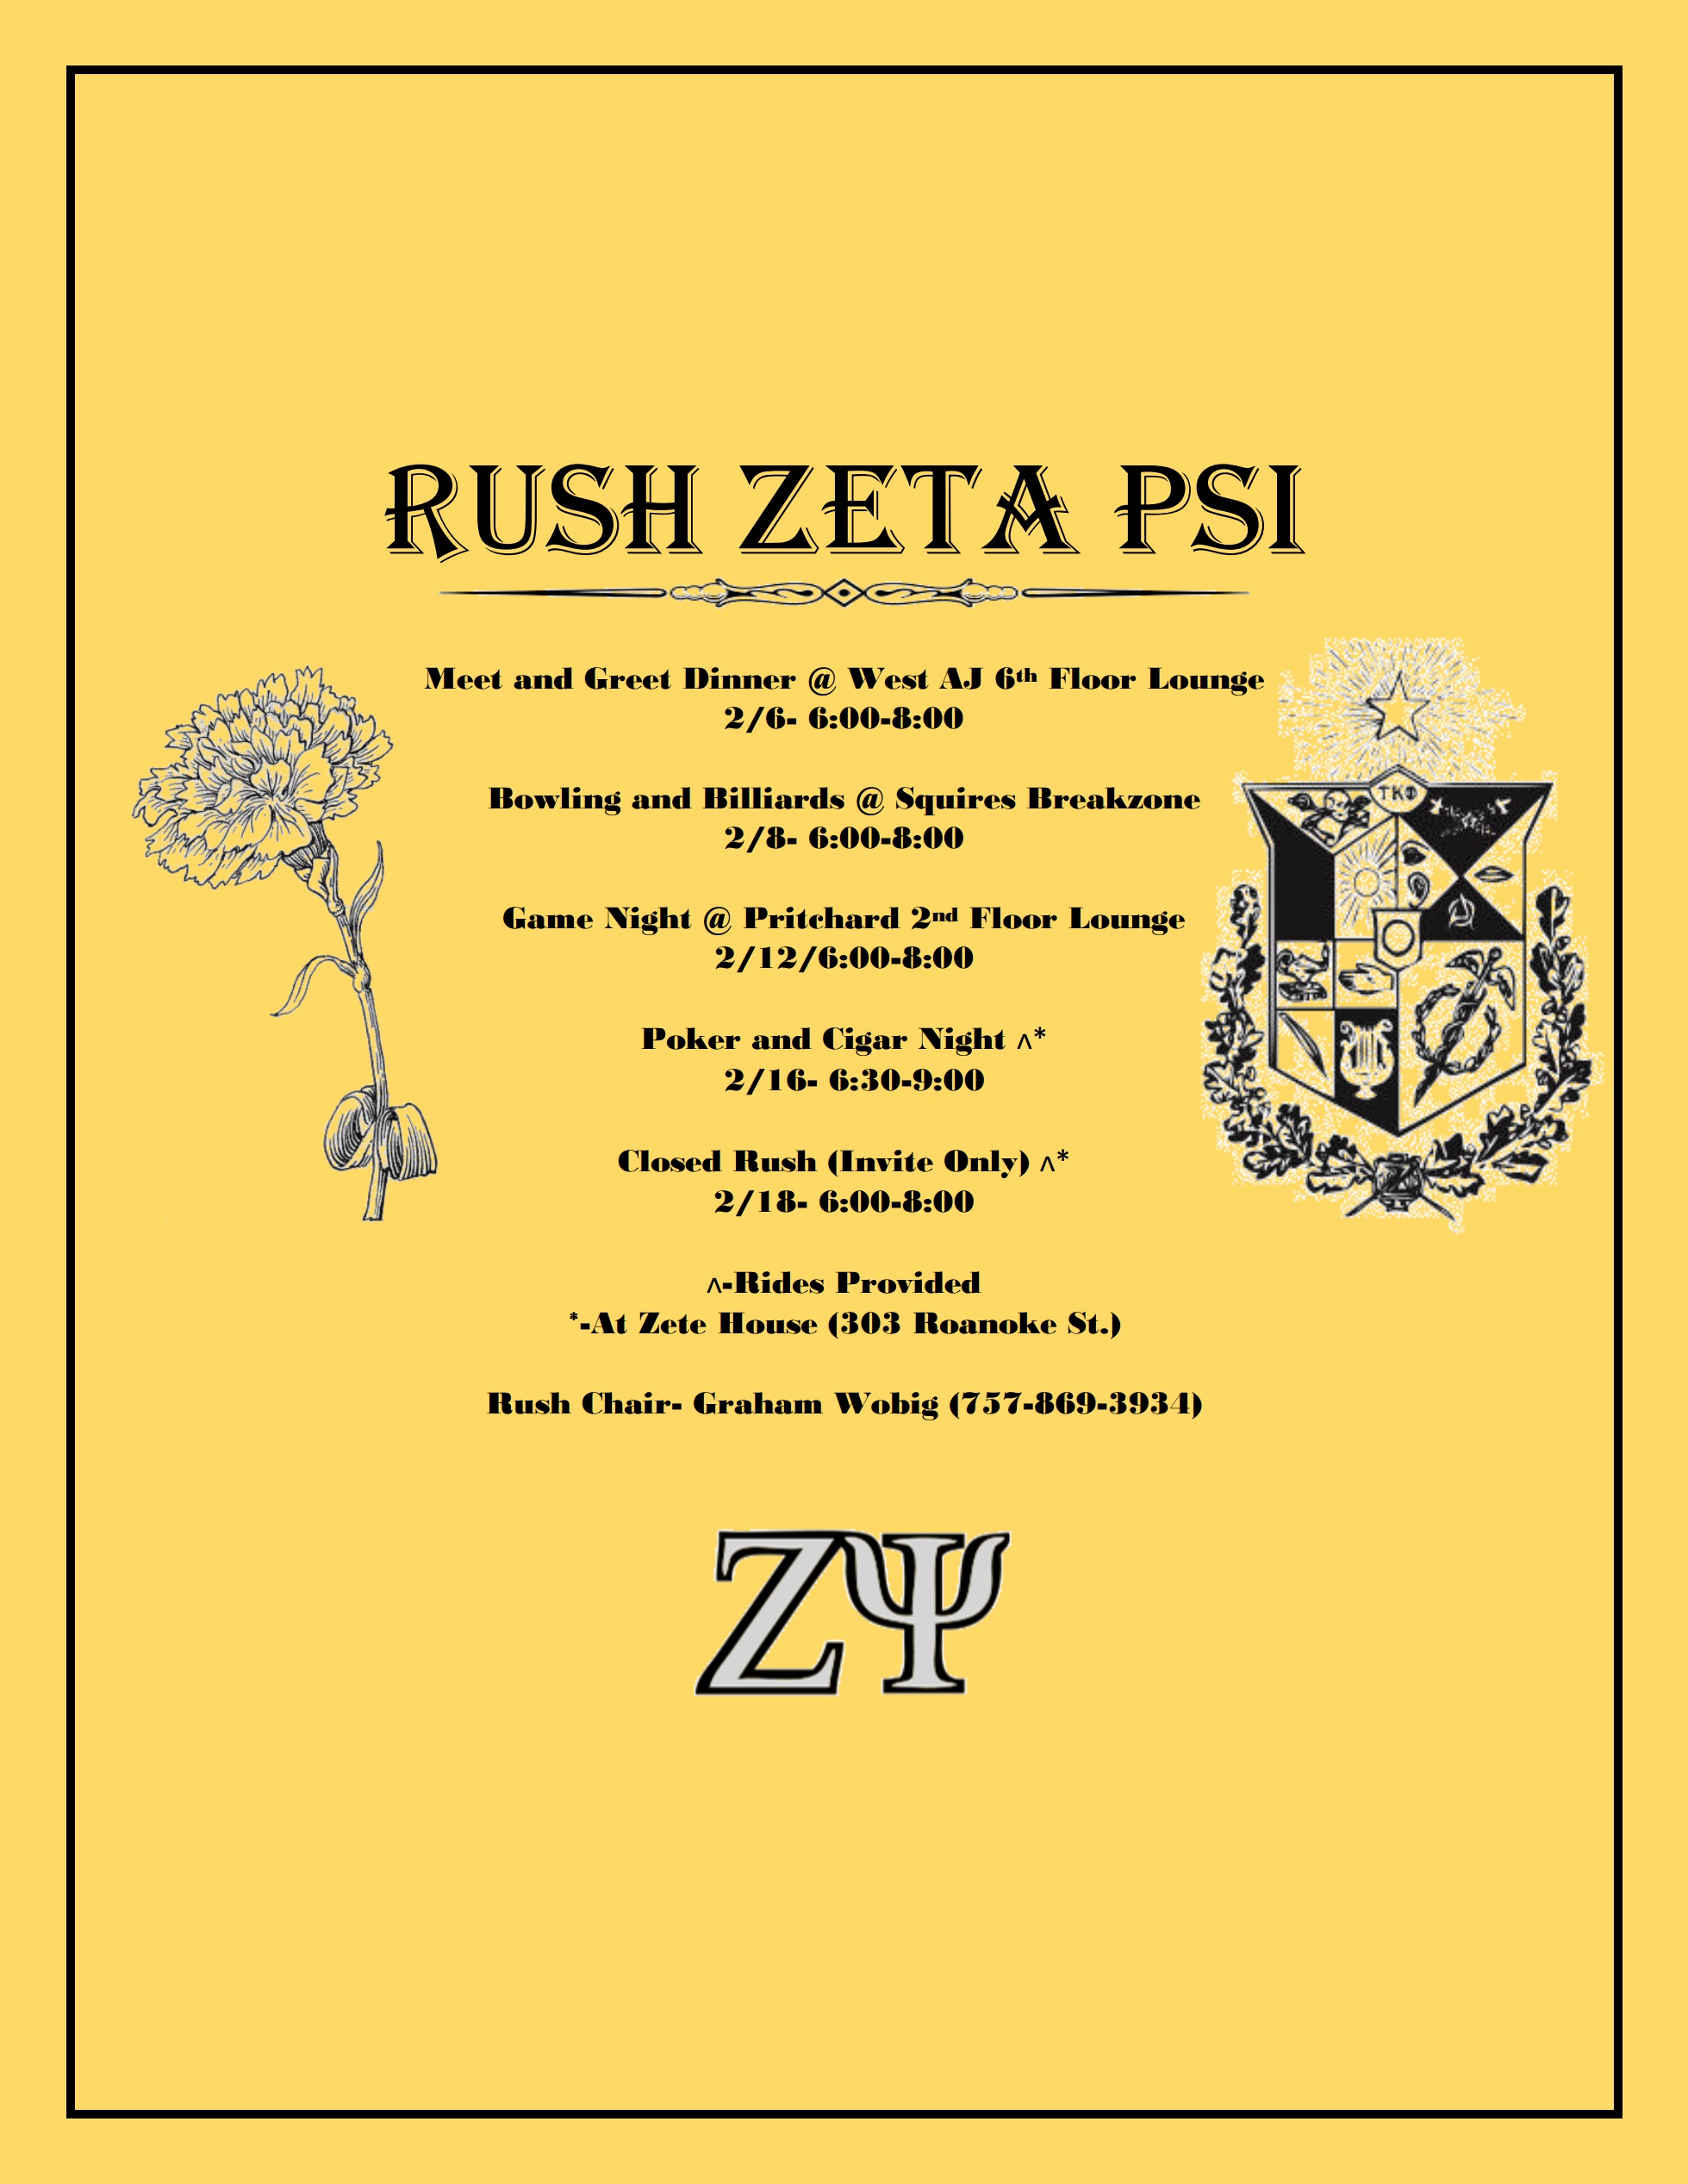 RUSH ZETA PSI
Meet and Greet Dinner @ West AJ 6th Floor Lounge
2/6- 6:00-8:00
Bowling and Billiards @ Squires Breakzone
2/8- 6:00-8:00
Game Night @ Pritchard 2nd Floor Lounge
2/12/6:00-8:00
Poker and Cigar Night ^*
2/16- 6:30-9:00
Closed Rush (Invite Only) ^*
2/18- 6:00-8:00
^-Rides Provided
*-At Zete House (303 Roanoke St.)
Rush Chair- Graham Wobig (757-869-3934)
ΤΚΦ
Z
ΖΨ